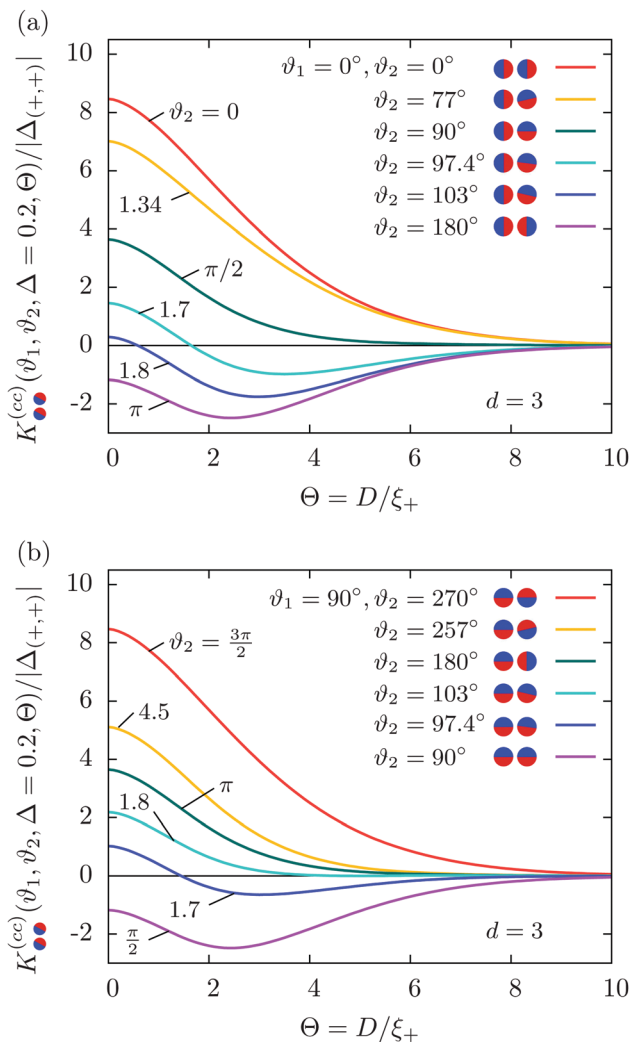 (a)
10
8
6
4
2
0
-2
K^{(cc)}(ϑ₁, ϑ₂, Δ = 0.2, Θ)/|Δ_{(+,+)}|
ϑ₁ = 0°, ϑ₂ = 0°
ϑ₂ = 77°
ϑ₂ = 90°
ϑ₂ = 97.4°
ϑ₂ = 103°
ϑ₂ = 180°
ϑ₂ = 0
1.34
π/2
1.7
1.8
π
d = 3
0 2 4 6 8 10
Θ = D/ξ₊
(b)
10
8
6
4
2
0
-2
K^{(cc)}(ϑ₁, ϑ₂, Δ = 0.2, Θ)/|Δ_{(+,+)}|
ϑ₁ = 90°, ϑ₂ = 270°
ϑ₂ = 257°
ϑ₂ = 180°
ϑ₂ = 103°
ϑ₂ = 97.4°
ϑ₂ = 90°
ϑ₂ = 3π/2
4.5
π
1.8
1.7
π/2
d = 3
0 2 4 6 8 10
Θ = D/ξ₊